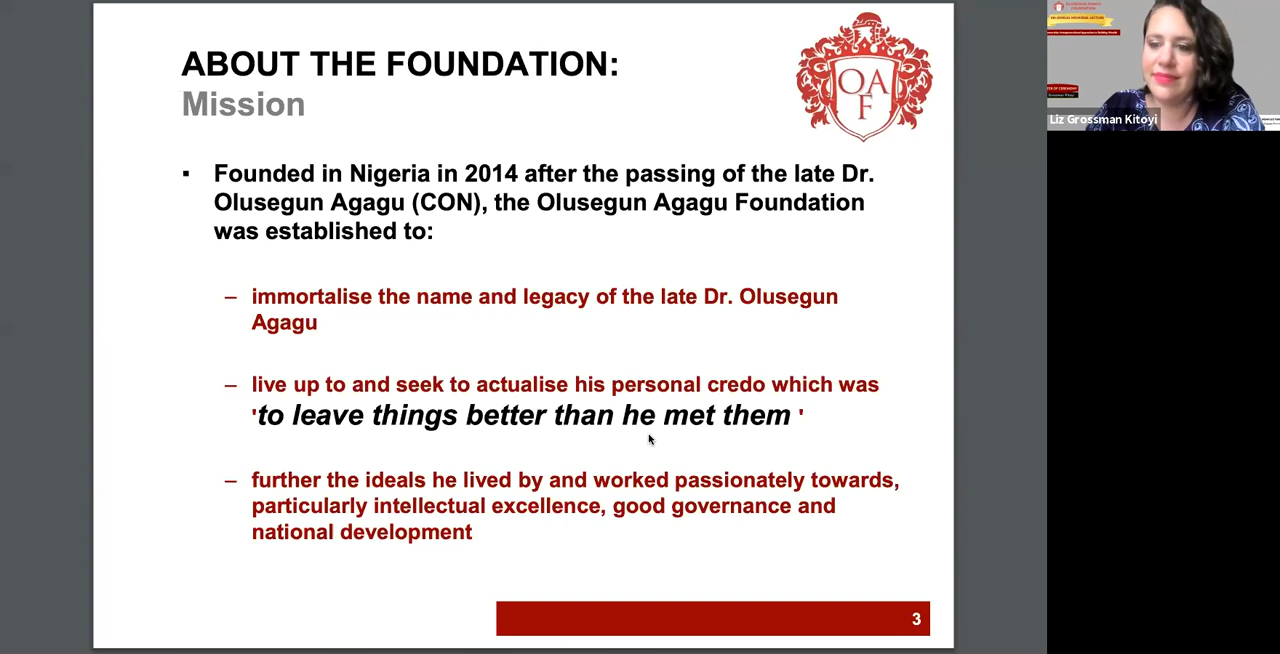 ABOUT THE FOUNDATION:
Mission
OA
F
▪ Founded in Nigeria in 2014 after the passing of the late Dr.
Olusegun Agagu (CON), the Olusegun Agagu Foundation
was established to:
– immortalise the name and legacy of the late Dr. Olusegun
Agagu
– live up to and seek to actualise his personal credo which was
'to leave things better than he met them '
– further the ideals he lived by and worked passionately towards,
particularly intellectual excellence, good governance and
national development
3
Liz Grossman Kitoyi